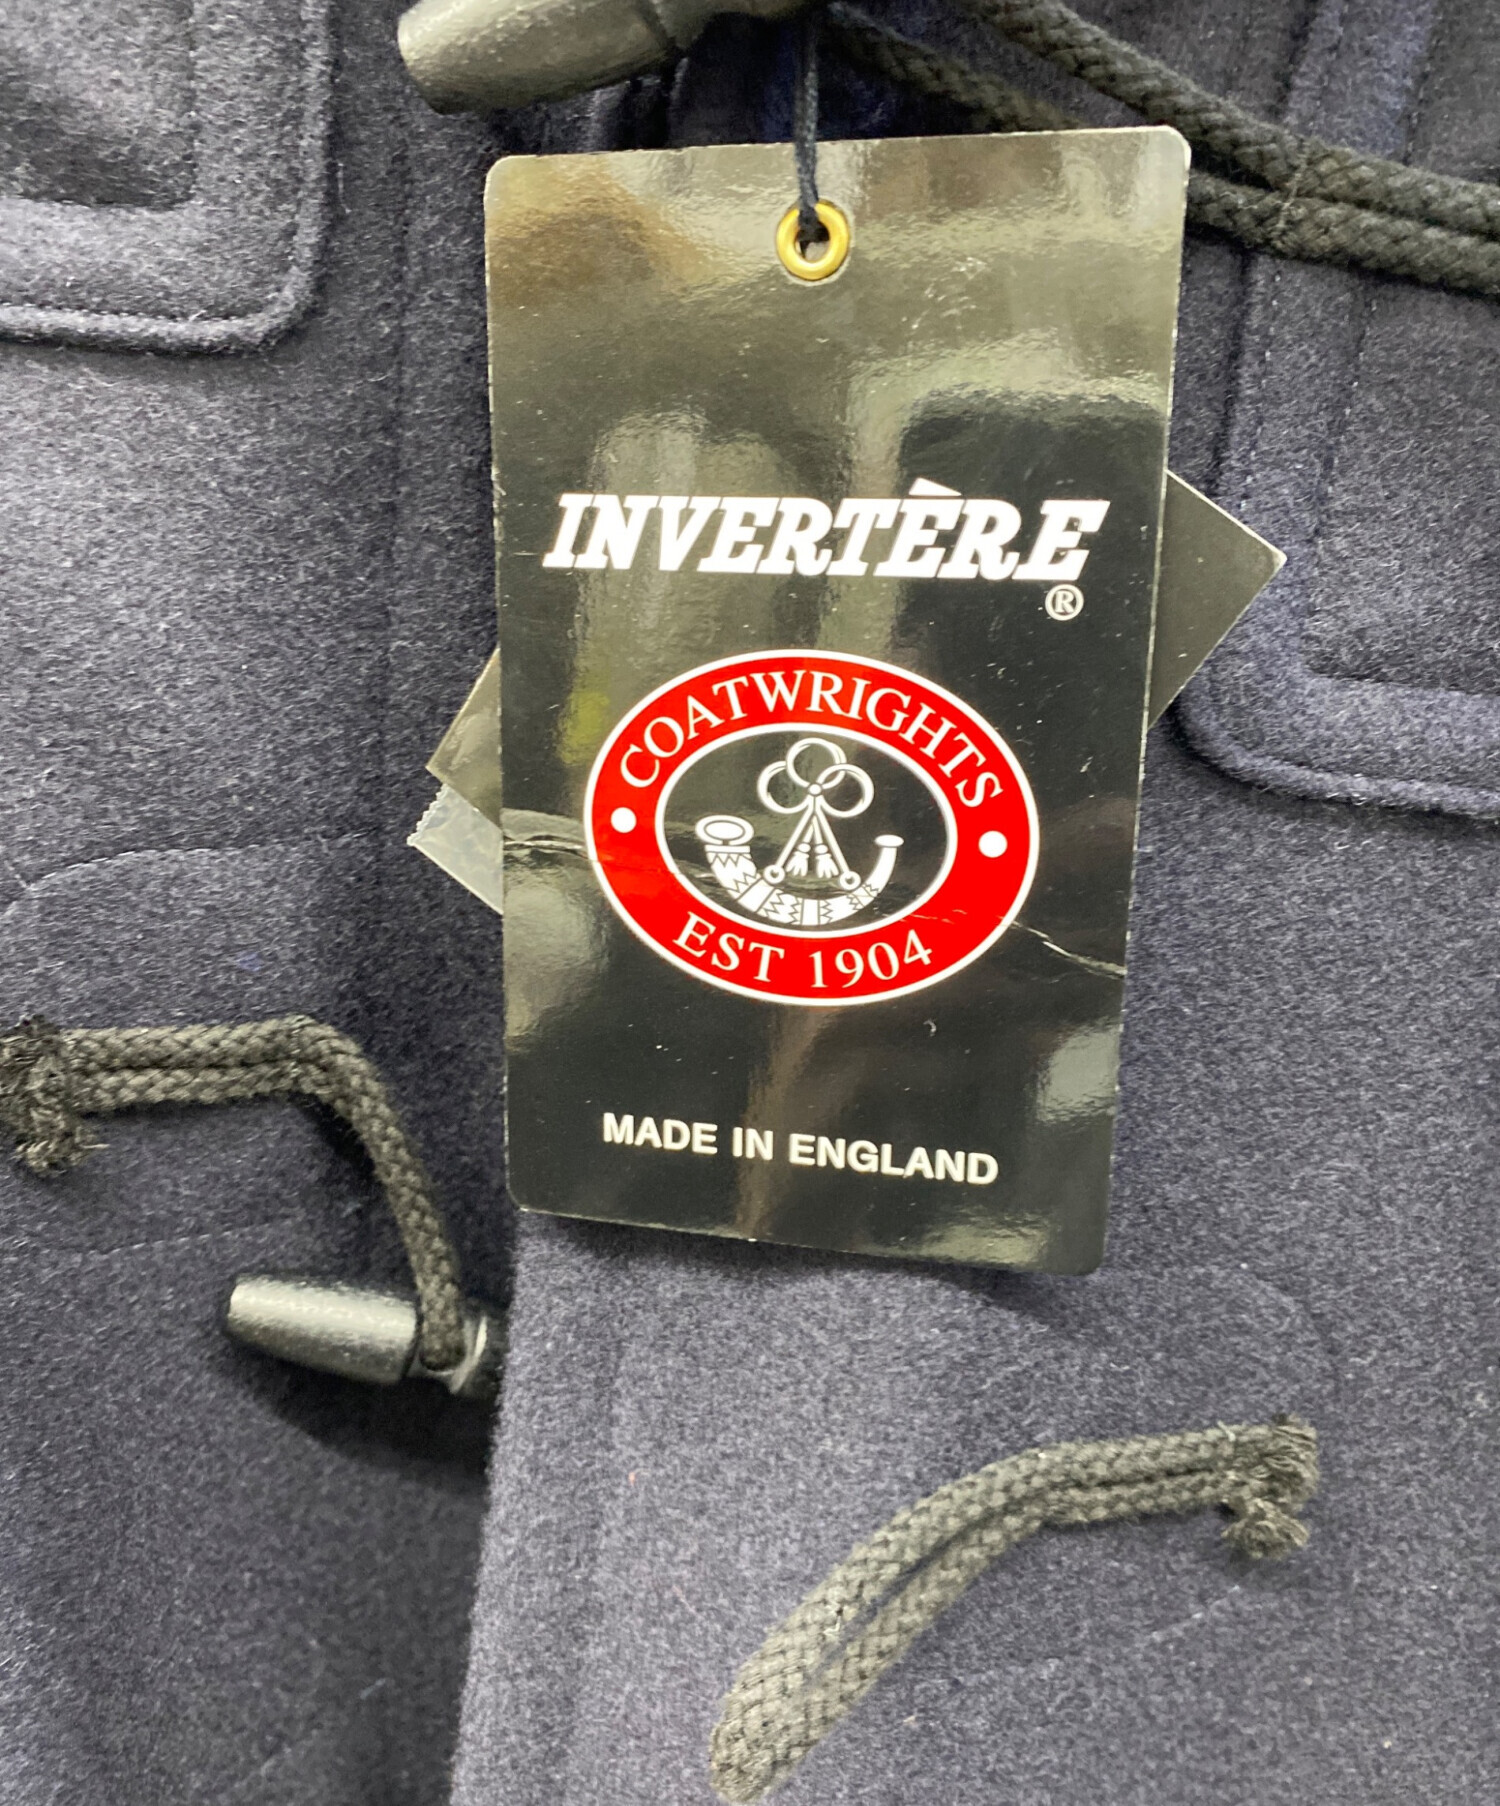 INVERTÈRE
®
COATWRIGHTS
EST 1904
MADE IN ENGLAND